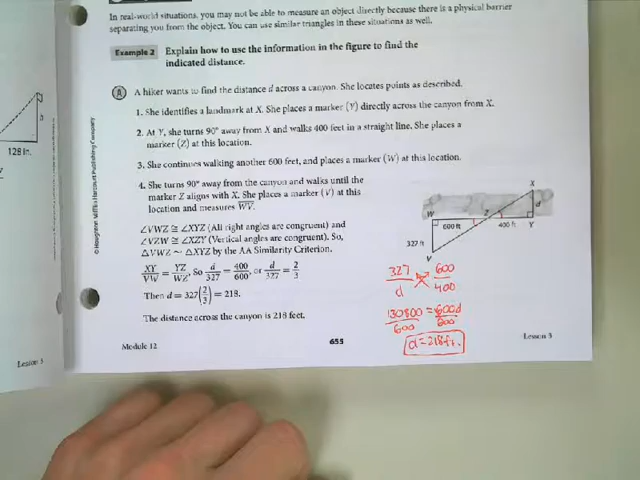 In real-world situations, you may not be able to measure an object directly because there is a physical barrier
separating you from the object. You can use similar triangles in these situations as well.
Example 2 Explain how to use the information in the figure to find the
indicated distance.
A A hiker wants to find the distance d across a canyon. She locates points as described.
1. She identifies a landmark at X. She places a marker (Y) directly across the canyon from X.
2. At Y, she turns 90° away from X and walks 400 feet in a straight line. She places a
marker (Z) at this location.
3. She continues walking another 600 feet, and places a marker (W) at this location.
4. She turns 90° away from the canyon and walks until the
marker Z aligns with X. She places a marker (V) at this
location and measures WV.
∠VWZ ≅ ∠XYZ (All right angles are congruent) and
∠VZW ≅ ∠XZY (Vertical angles are congruent). So,
△VWZ ~ △XYZ by the AA Similarity Criterion.
XY/VW = YZ/WZ, So d/327 = 400/600, or d/327 = 2/3
Then d = 327(2/3) = 218.
The distance across the canyon is 218 feet.
X
d
W
Z
600 ft
400 ft
Y
327 ft
V
327/d 600/400
130800/600 = 600d/600
d = 218 ft.
Module 12
655
Lesson 3
© Houghton Mifflin Harcourt Publishing Company
128 in.
Lesson 3